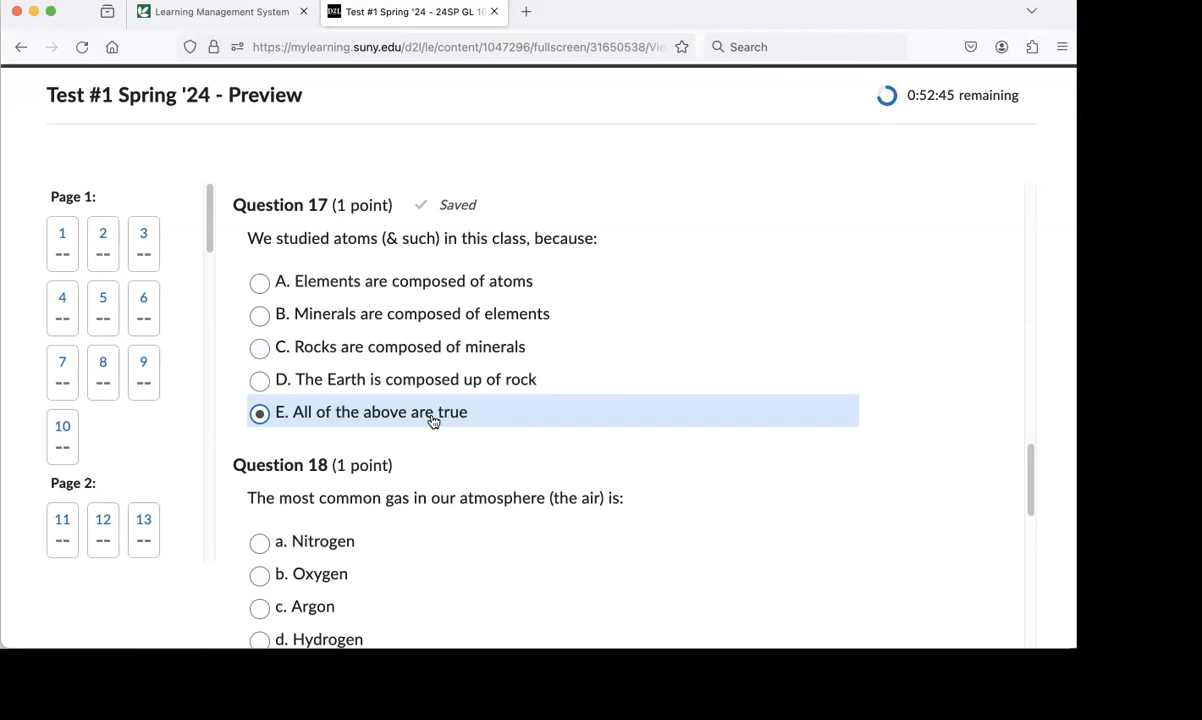 Learning Management System
Test #1 Spring '24 - 24SP GL 10
https://mylearning.suny.edu/d2l/le/content/1047296/fullscreen/31650538/Vie
Search
Test #1 Spring '24 - Preview
0:52:45 remaining
Page 1:
1 2 3
-- -- --
4 5 6
-- -- --
7 8 9
-- -- --
10
--
Page 2:
11 12 13
-- -- --
Question 17 (1 point) Saved
We studied atoms (& such) in this class, because:
A. Elements are composed of atoms
B. Minerals are composed of elements
C. Rocks are composed of minerals
D. The Earth is composed up of rock
E. All of the above are true
Question 18 (1 point)
The most common gas in our atmosphere (the air) is:
a. Nitrogen
b. Oxygen
c. Argon
d. Hydrogen